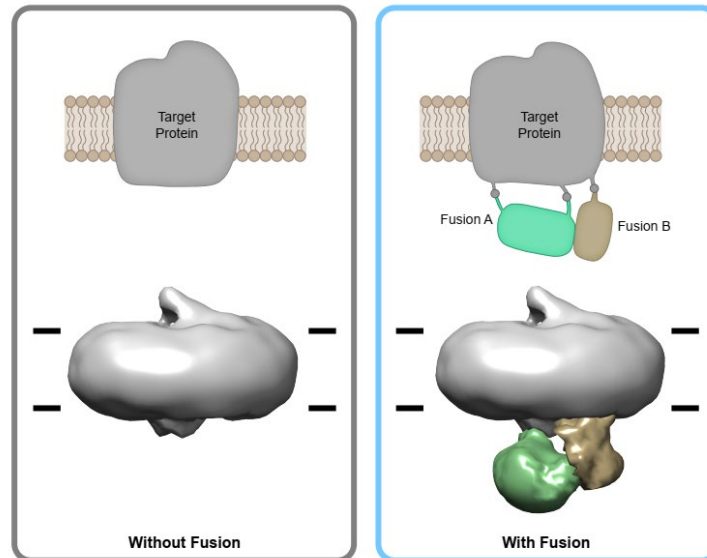 Target
Protein
Without Fusion
Target
Protein
Fusion A
Fusion B
With Fusion